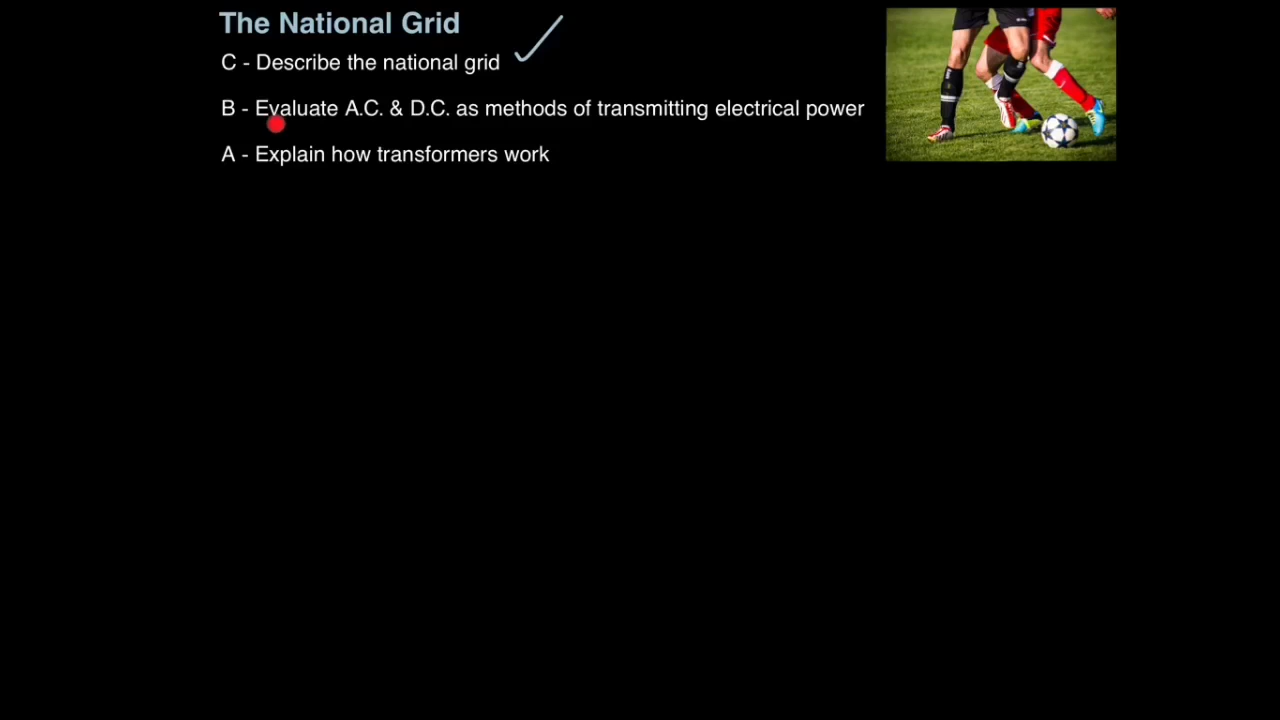 The National Grid
C - Describe the national grid
B - Evaluate A.C. & D.C. as methods of transmitting electrical power
A - Explain how transformers work